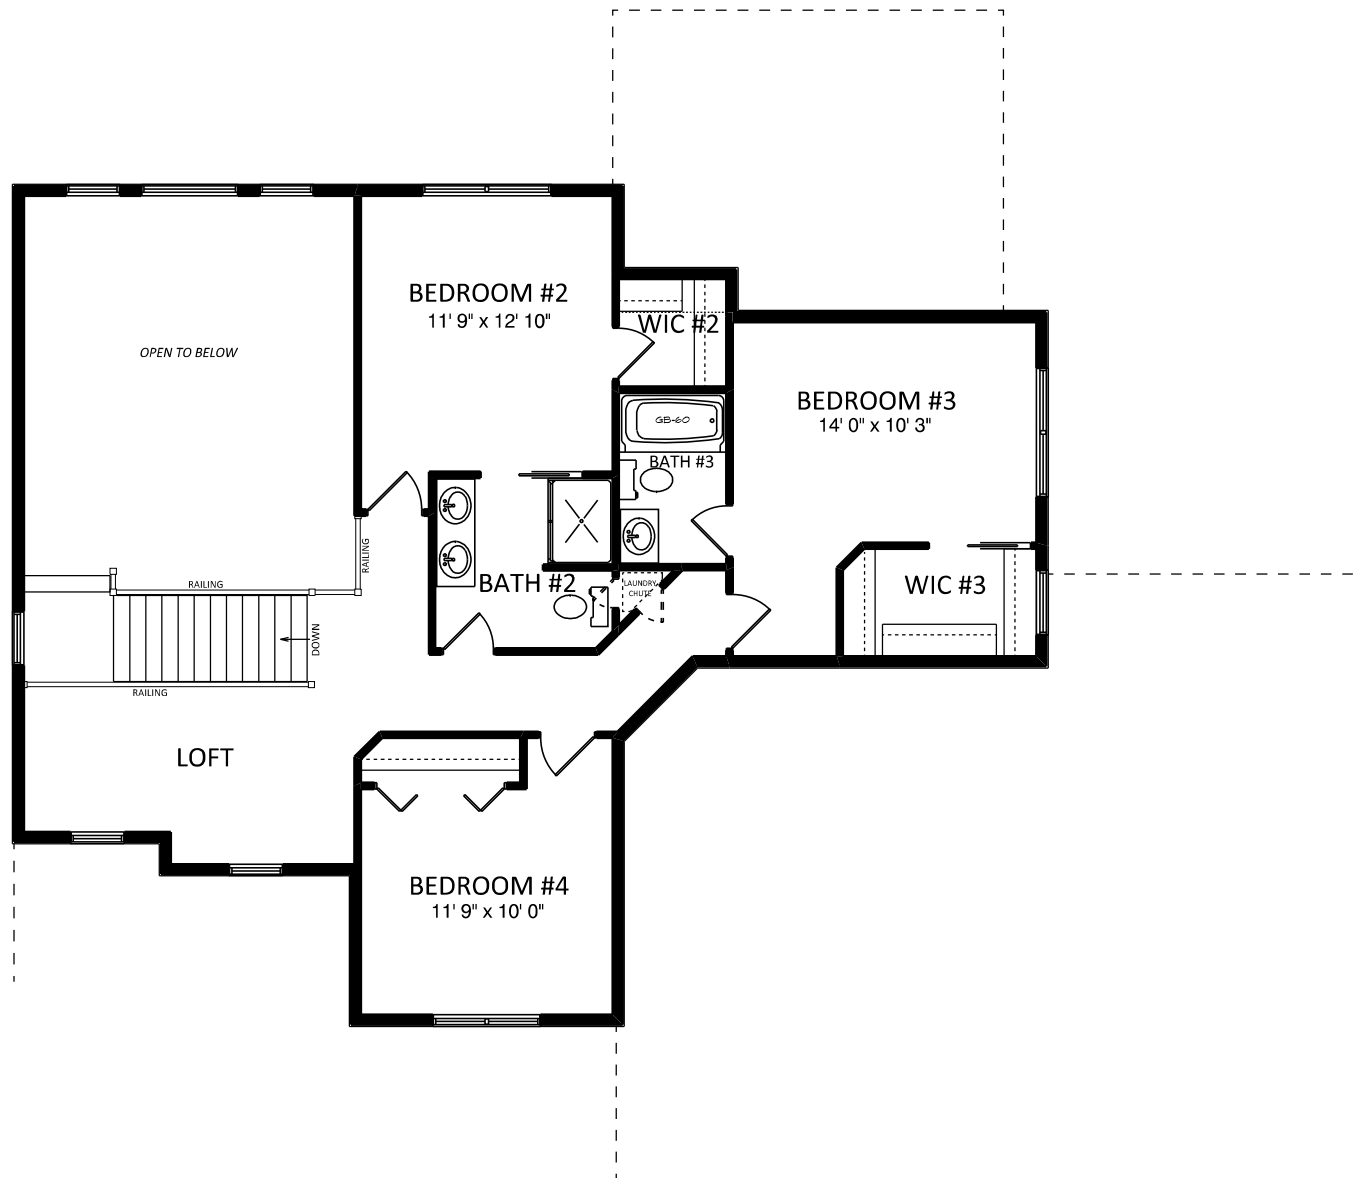 BEDROOM #2
11' 9" x 12' 10"
WIC #2
OPEN TO BELOW
BEDROOM #3
14' 0" x 10' 3"
GB-60
BATH #3
RAILING
RAILING
BATH #2
LAUNDRY
CHUTE
WIC #3
DOWN
RAILING
LOFT
BEDROOM #4
11' 9" x 10' 0"